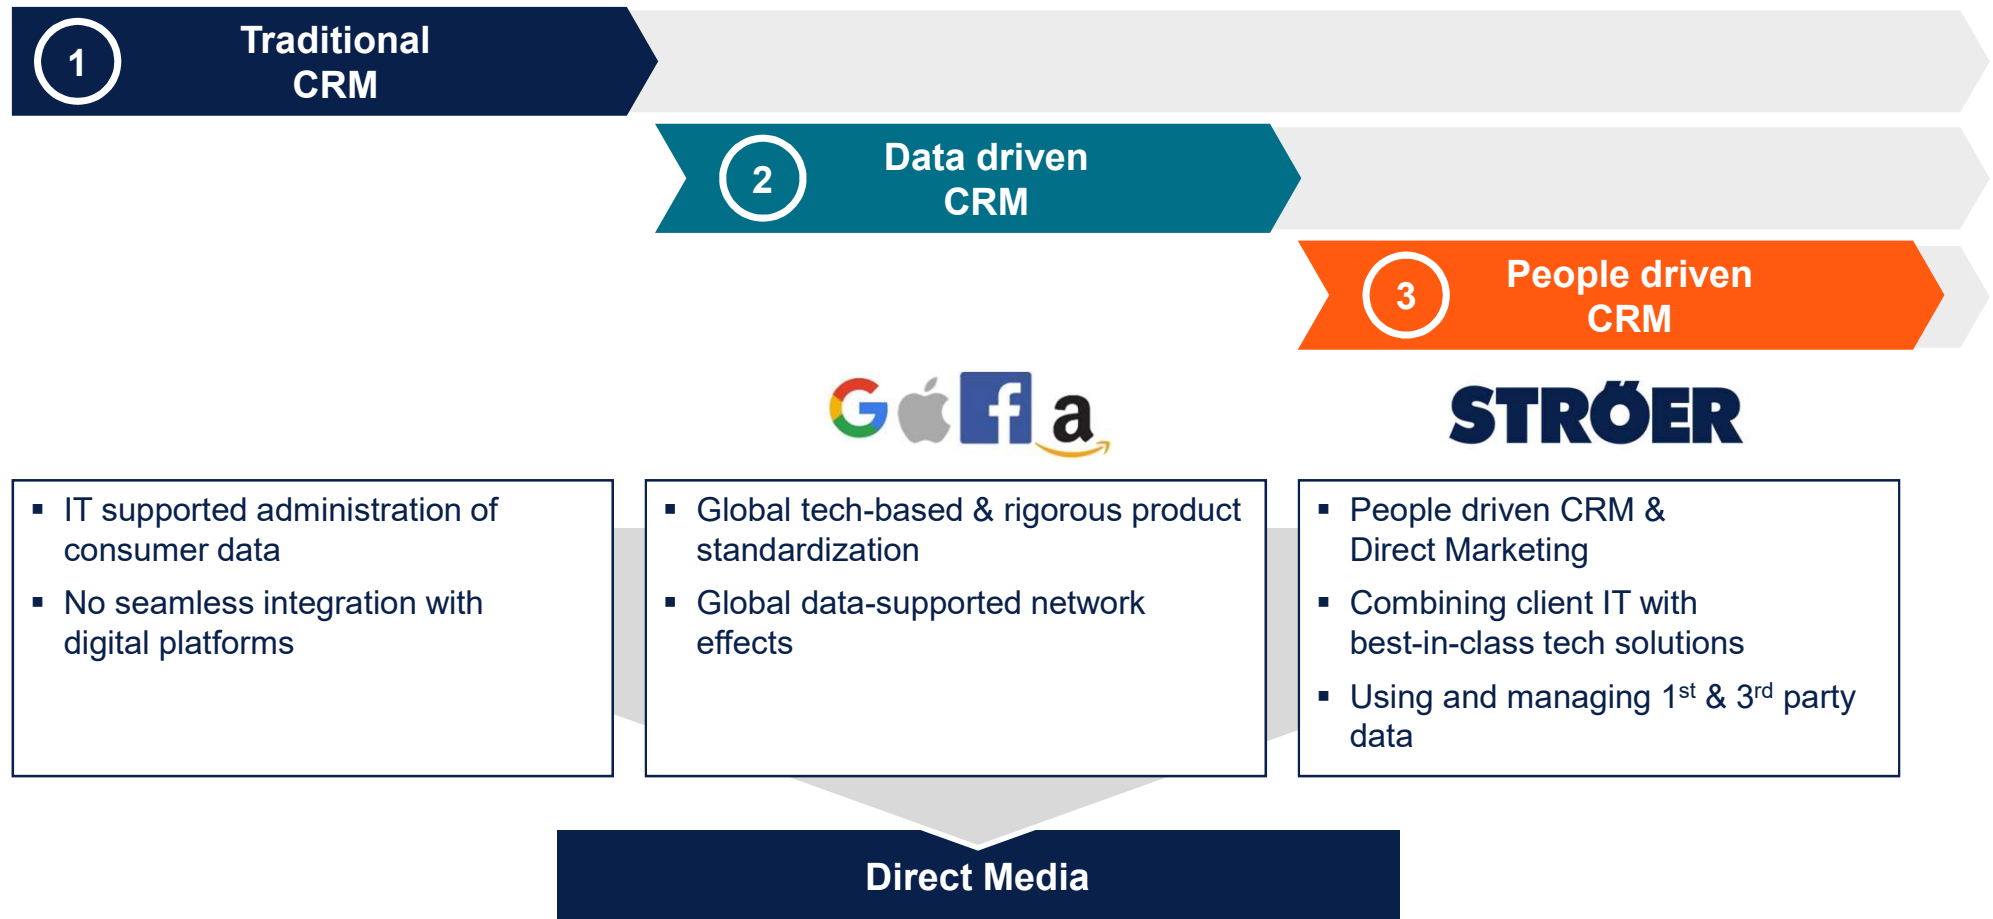 1
Traditional
CRM
2
Data driven
CRM
3
People driven
CRM
G f a
STRÖER
▪ IT supported administration of
consumer data
▪ No seamless integration with
digital platforms
▪ Global tech-based & rigorous product
standardization
▪ Global data-supported network
effects
▪ People driven CRM &
Direct Marketing
▪ Combining client IT with
best-in-class tech solutions
▪ Using and managing 1st & 3rd party
data
Direct Media